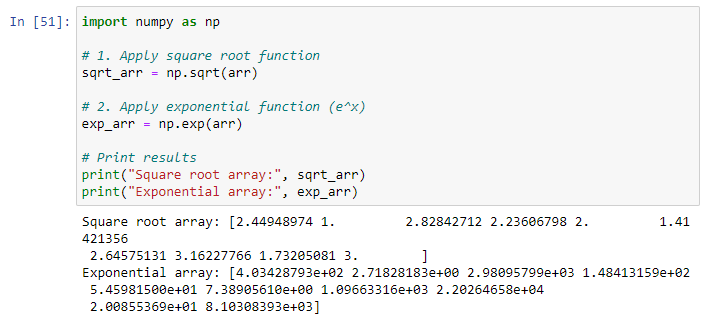 In [51]: import numpy as np
# 1. Apply square root function
sqrt_arr = np.sqrt(arr)
# 2. Apply exponential function (e^x)
exp_arr = np.exp(arr)
# Print results
print("Square root array:", sqrt_arr)
print("Exponential array:", exp_arr)
Square root array: [2.44948974 1.         2.82842712 2.23606798 2.         1.41
421356
 2.64575131 3.16227766 1.73205081 3.        ]
Exponential array: [4.03428793e+02 2.71828183e+00 2.98095799e+03 1.48413159e+02
 5.45981500e+01 7.38905610e+00 1.09663316e+03 2.20264658e+04
 2.00855369e+01 8.10308393e+03]